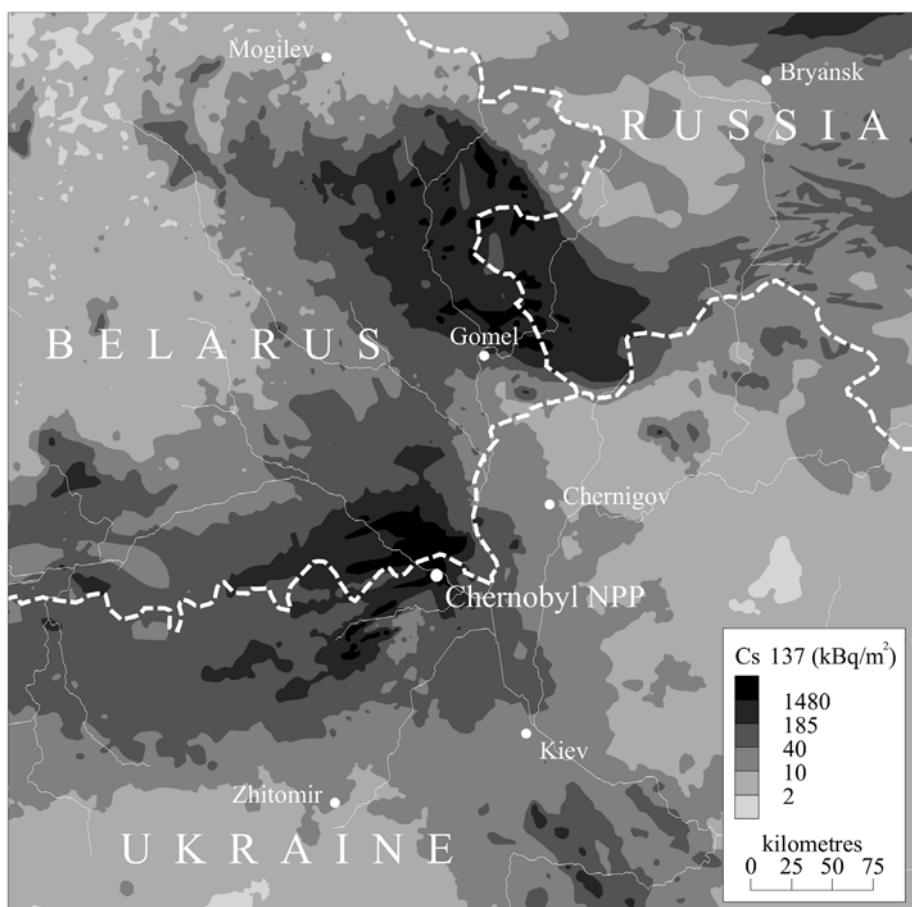 Mogilev
Bryansk
RUSSIA
BELARUS
Gomel
Chernigov
Chernobyl NPP
Kiev
Zhitomir
UKRAINE
Cs 137 (kBq/m²)
1480
185
40
10
2
kilometres
0 25 50 75